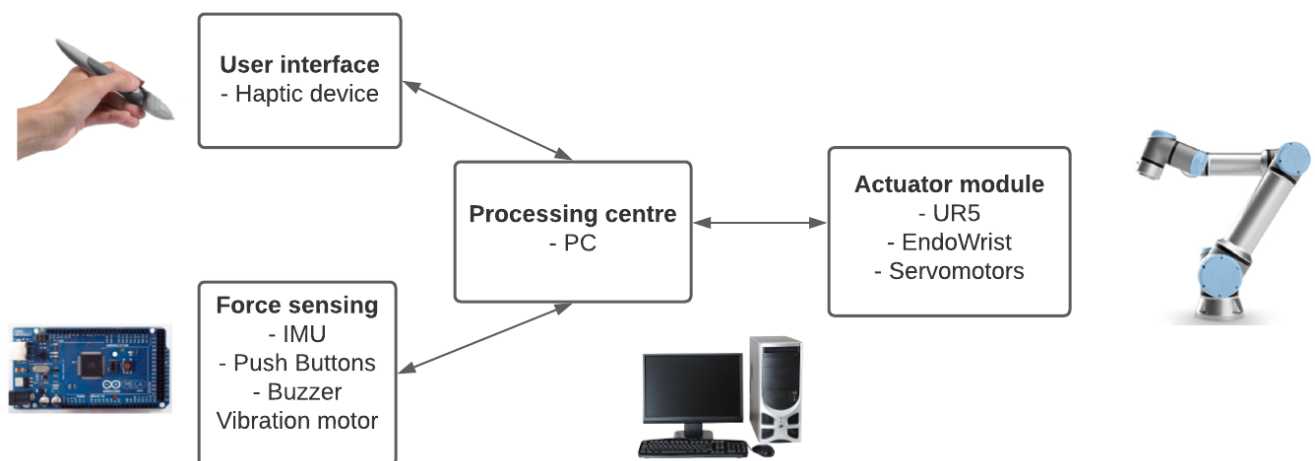 User interface
- Haptic device
Processing centre
- PC
Actuator module
- UR5
- EndoWrist
- Servomotors
Force sensing
- IMU
- Push Buttons
- Buzzer
Vibration motor
MEGA